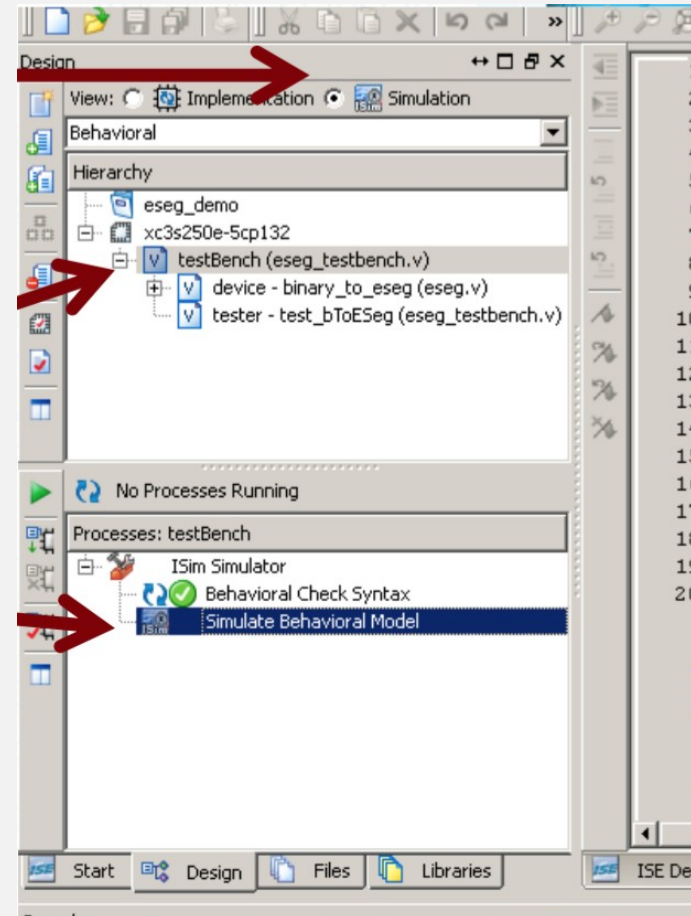 »
Design
View: Implementation Simulation
Behavioral
Hierarchy
eseg_demo
xc3s250e-5cp132
testBench (eseg_testbench.v)
device - binary_to_eseg (eseg.v)
tester - test_bToESeg (eseg_testbench.v)
No Processes Running
Processes: testBench
ISim Simulator
Behavioral Check Syntax
Simulate Behavioral Model
Start Design Files Libraries
ISE De